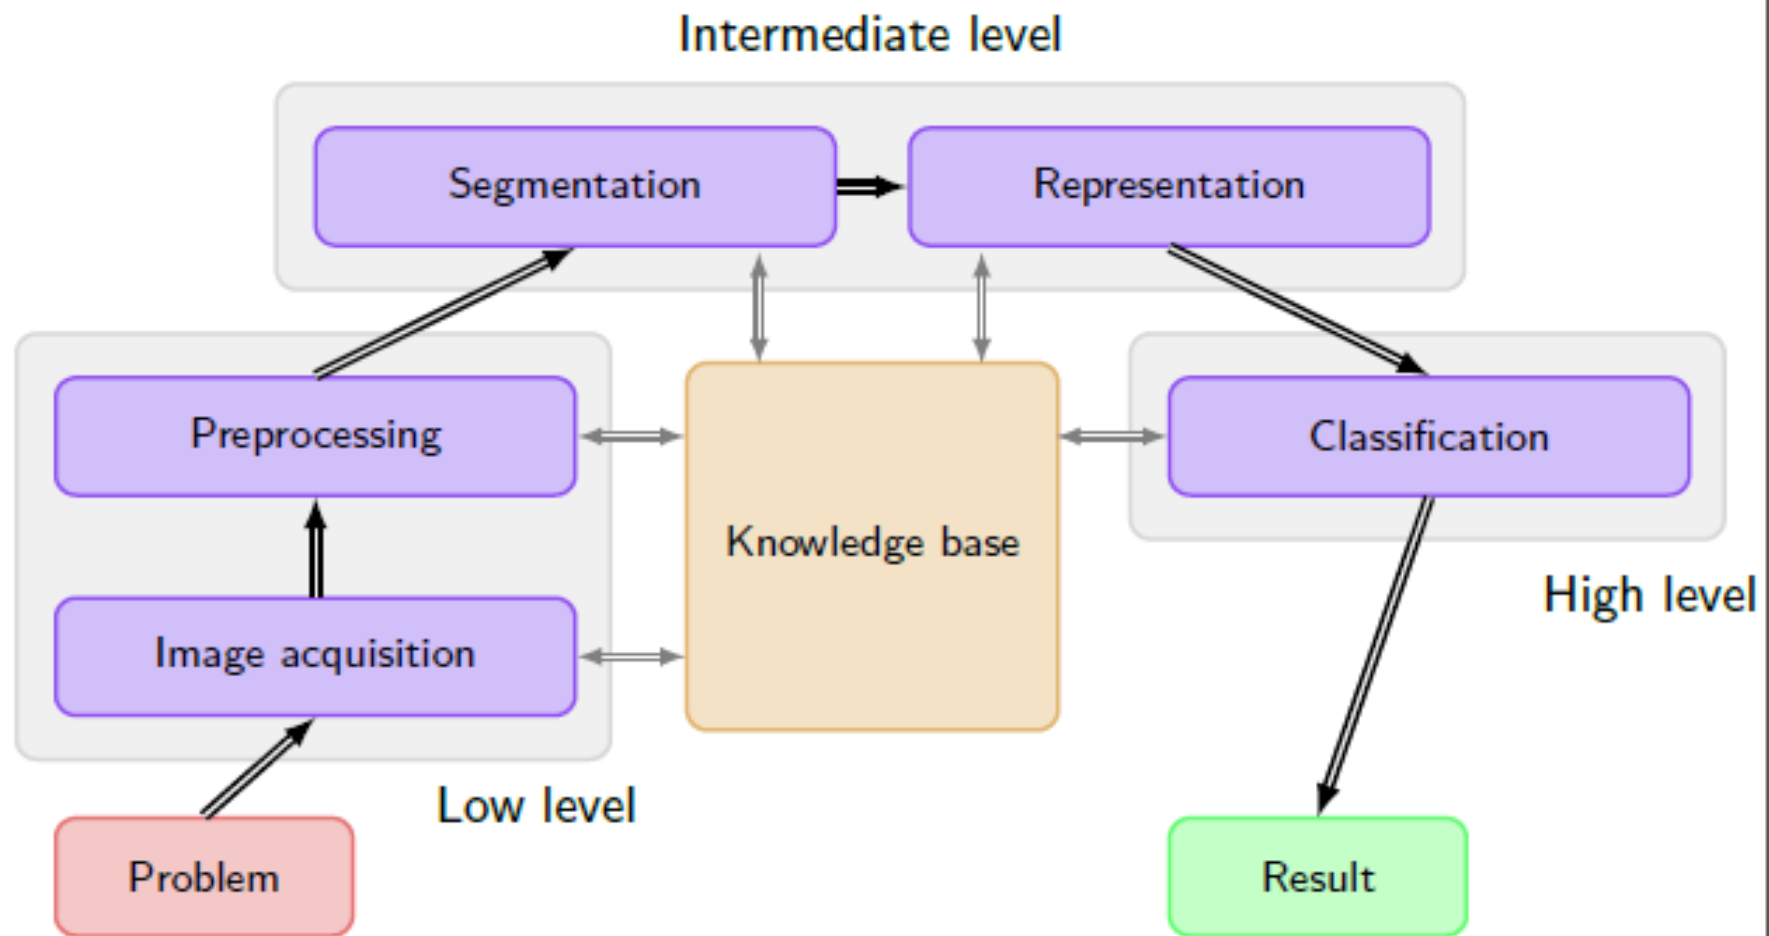 Intermediate level
Segmentation
Representation
Preprocessing
Classification
Knowledge base
High level
Image acquisition
Low level
Problem
Result